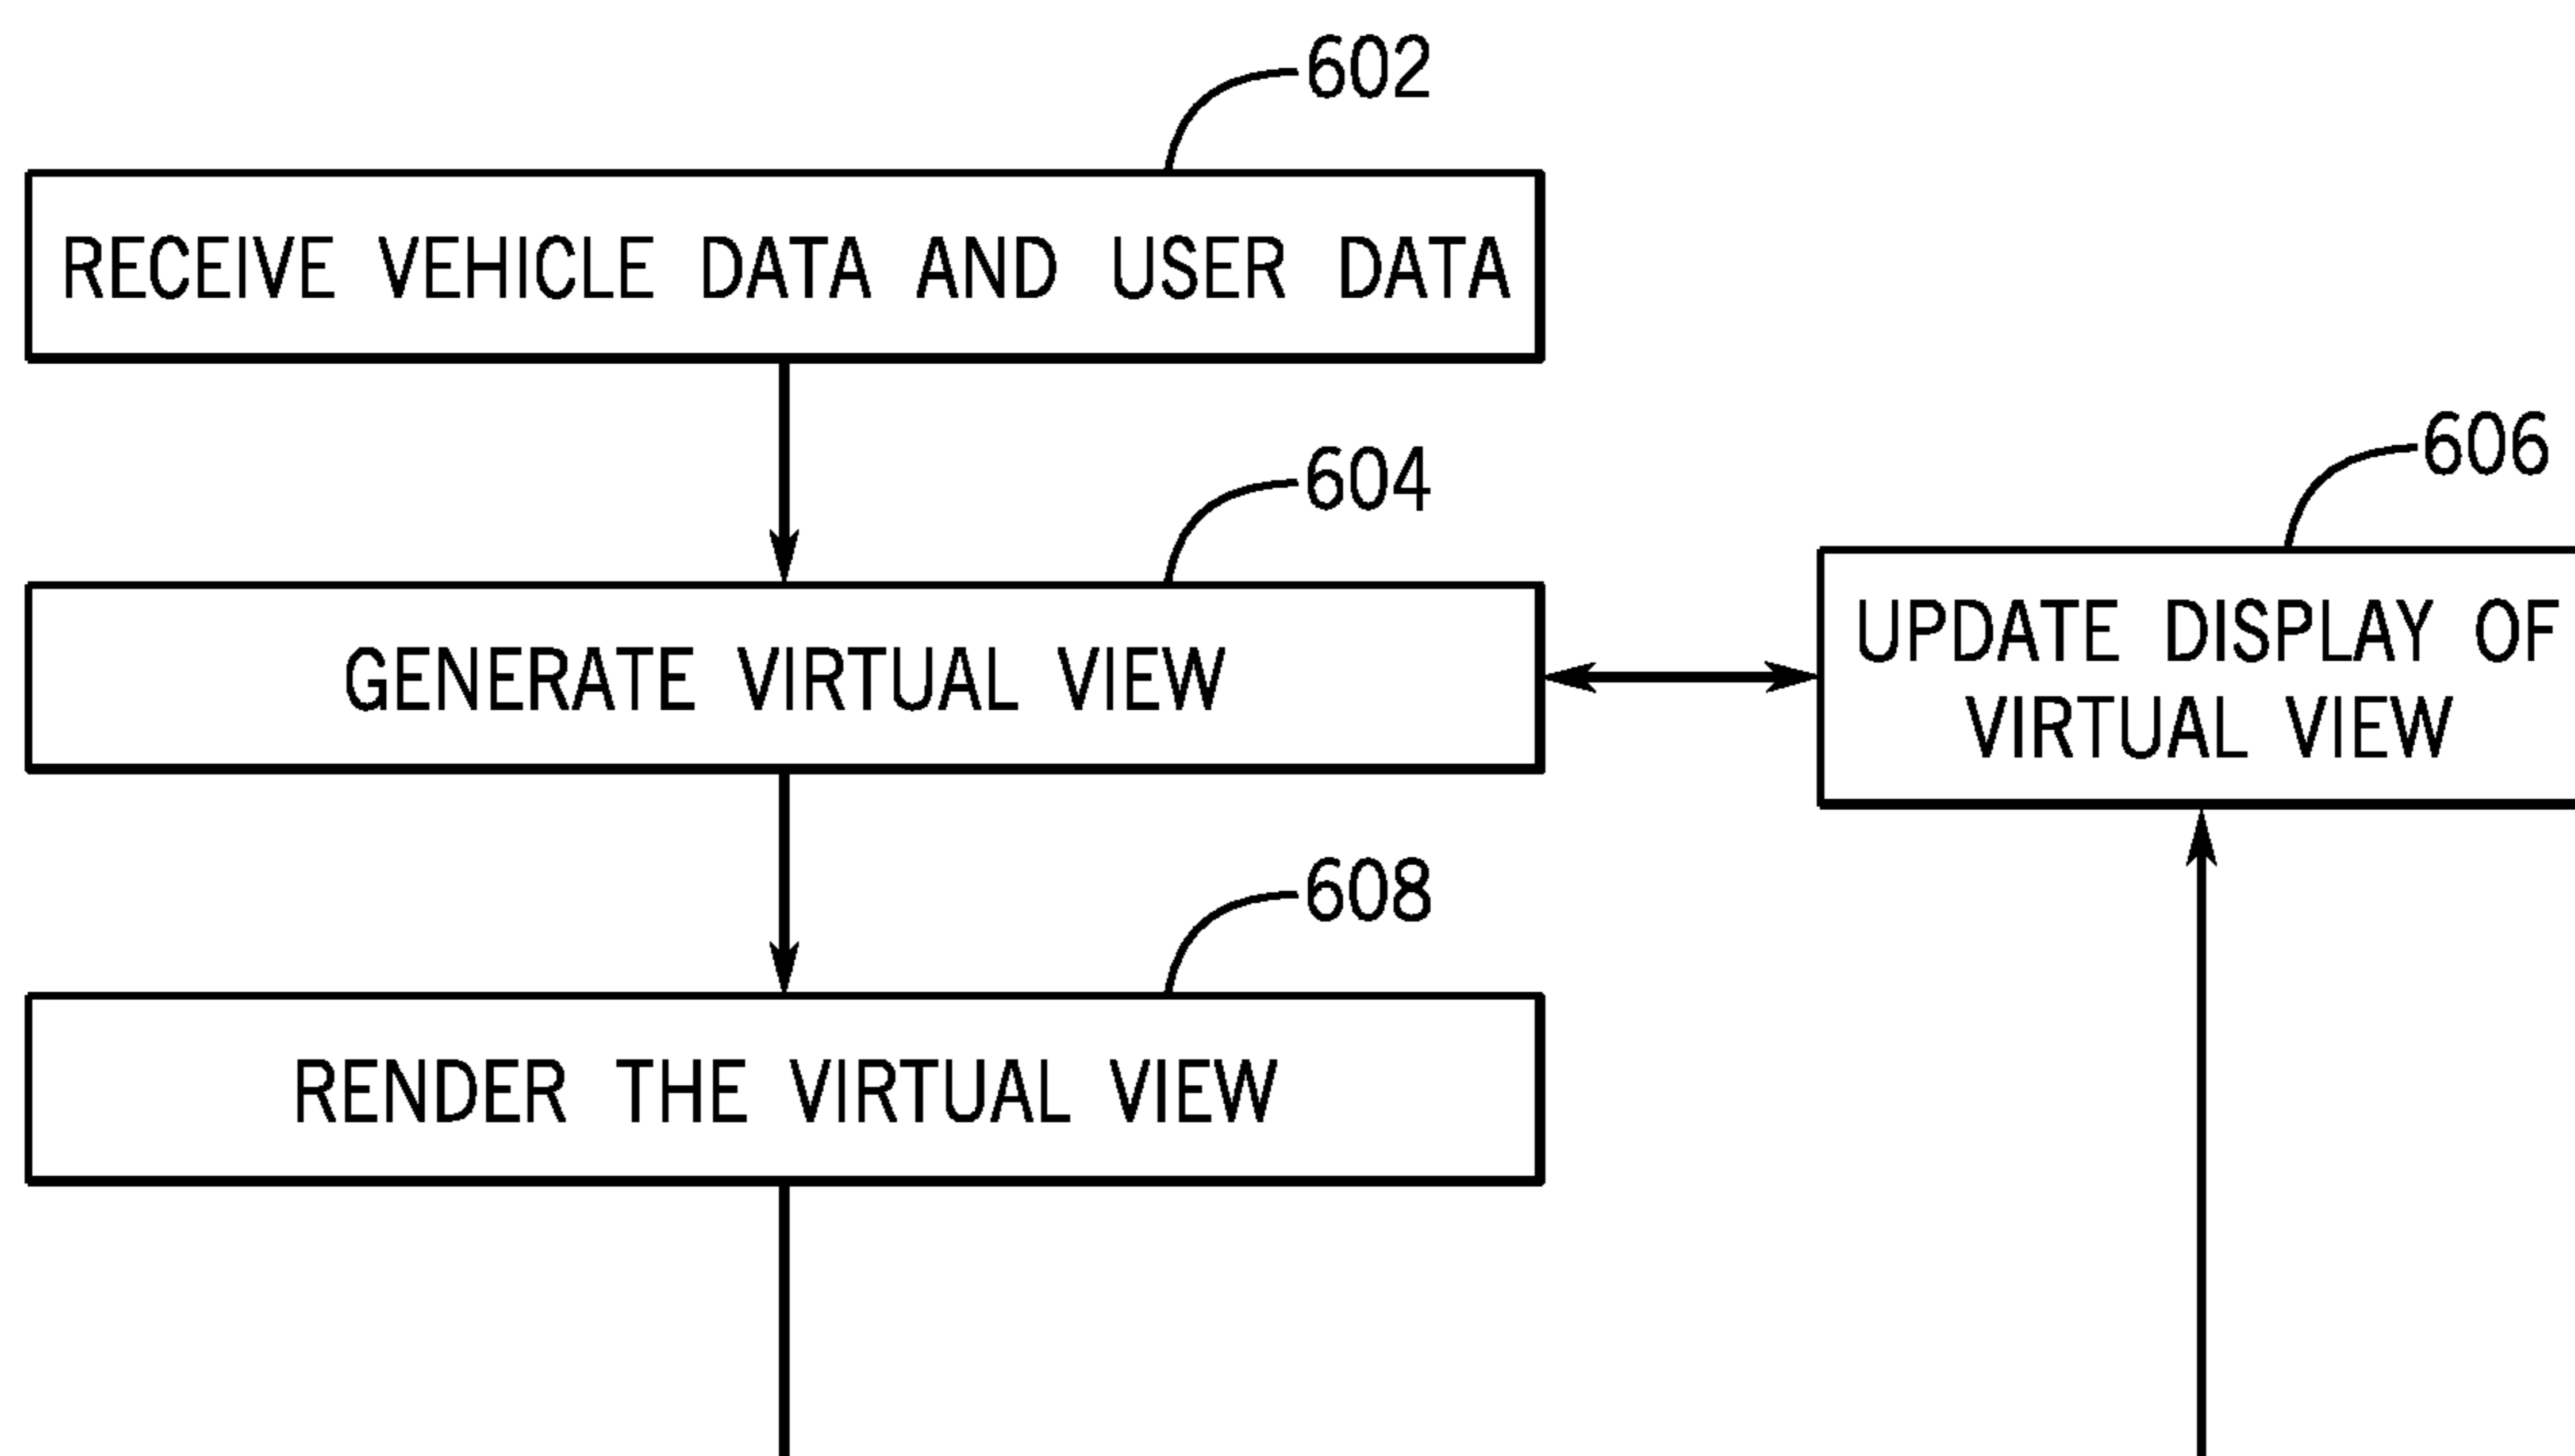 602
RECEIVE VEHICLE DATA AND USER DATA
604
GENERATE VIRTUAL VIEW
606
UPDATE DISPLAY OF
VIRTUAL VIEW
608
RENDER THE VIRTUAL VIEW